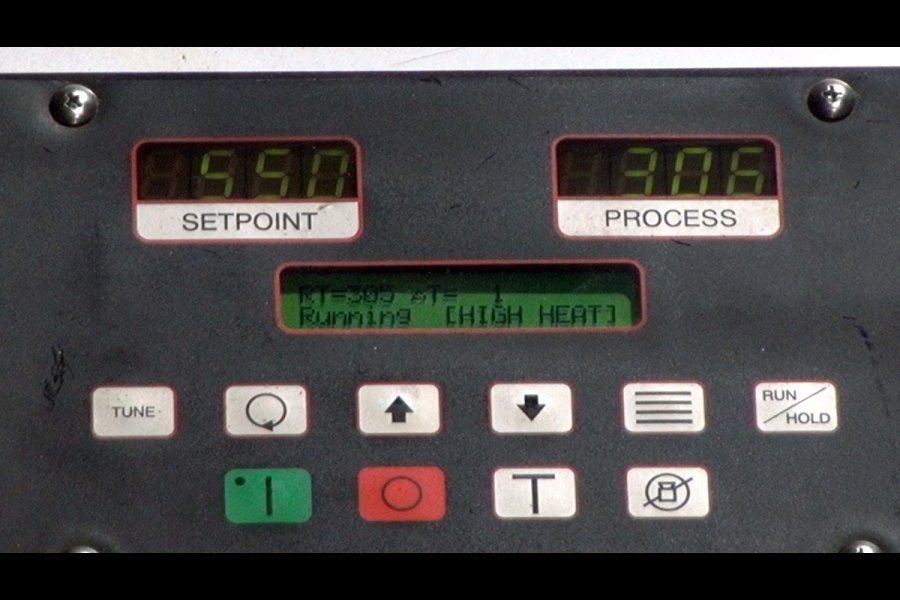 550
306
SETPOINT
PROCESS
RT=305 ΔT= 1
Running [HIGH HEAT]
TUNE
RUN/HOLD
T